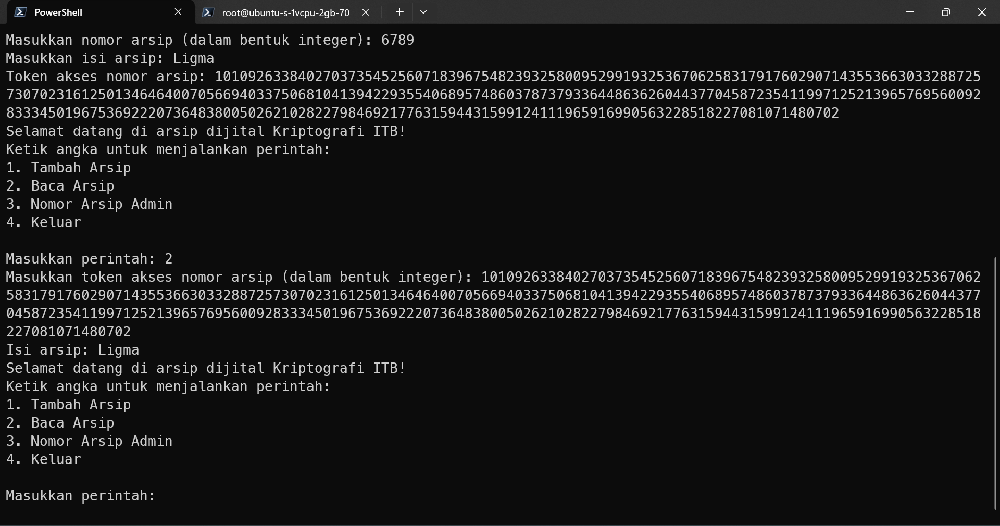 PowerShell
root@ubuntu-s-1vcpu-2gb-70
Masukkan nomor arsip (dalam bentuk integer): 6789
Masukkan isi arsip: Ligma
Token akses nomor arsip: 10109263384027037354525607183967548239325800952991932536706258317917602907143553663033288725
730702316125013464640070566940337506810413942293554068957486037873793364486362604437704587235411997125213965769560092
8333450196753692220736483800502621028227984692177631594431599124111965916990563228518227081071480702
Selamat datang di arsip dijital Kriptografi ITB!
Ketik angka untuk menjalankan perintah:
1. Tambah Arsip
2. Baca Arsip
3. Nomor Arsip Admin
4. Keluar
Masukkan perintah: 2
Masukkan token akses nomor arsip (dalam bentuk integer): 101092633840270373545256071839675482393258009529919325367062
583179176029071435536630332887257307023161250134646400705669403375068104139422935540689574860378737933644863626044377
045872354119971252139657695600928333450196753692220736483800502621028227984692177631594431599124111965916990563228518
227081071480702
Isi arsip: Ligma
Selamat datang di arsip dijital Kriptografi ITB!
Ketik angka untuk menjalankan perintah:
1. Tambah Arsip
2. Baca Arsip
3. Nomor Arsip Admin
4. Keluar
Masukkan perintah: